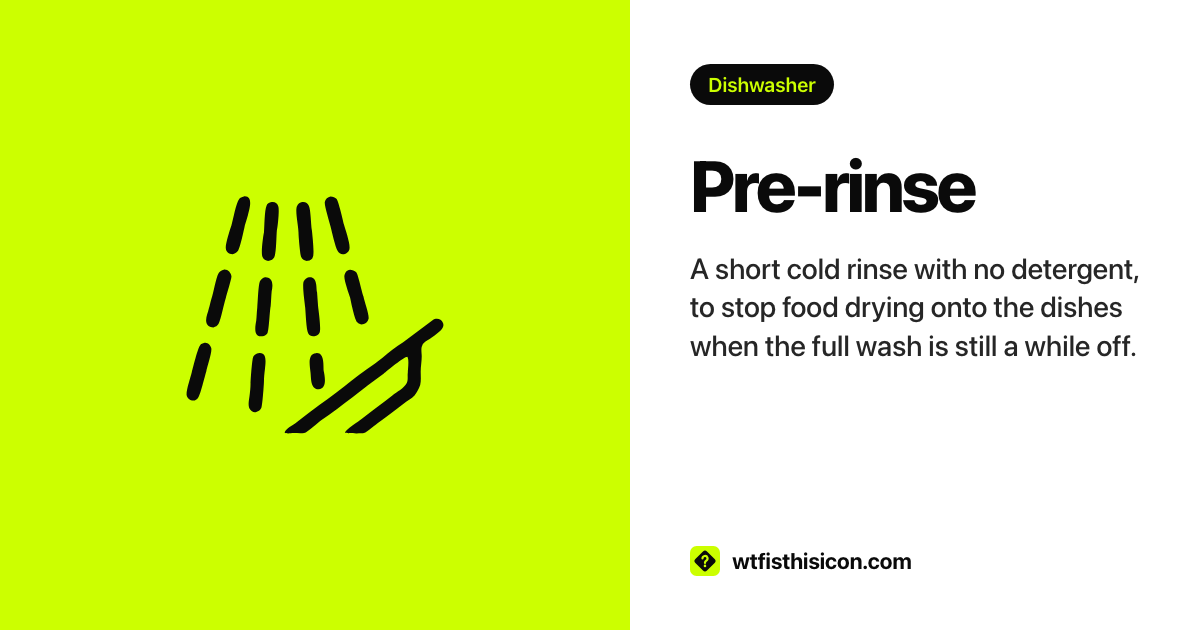 Dishwasher
Pre-rinse
A short cold rinse with no detergent,
to stop food drying onto the dishes
when the full wash is still a while off.
?
wtfisthisicon.com